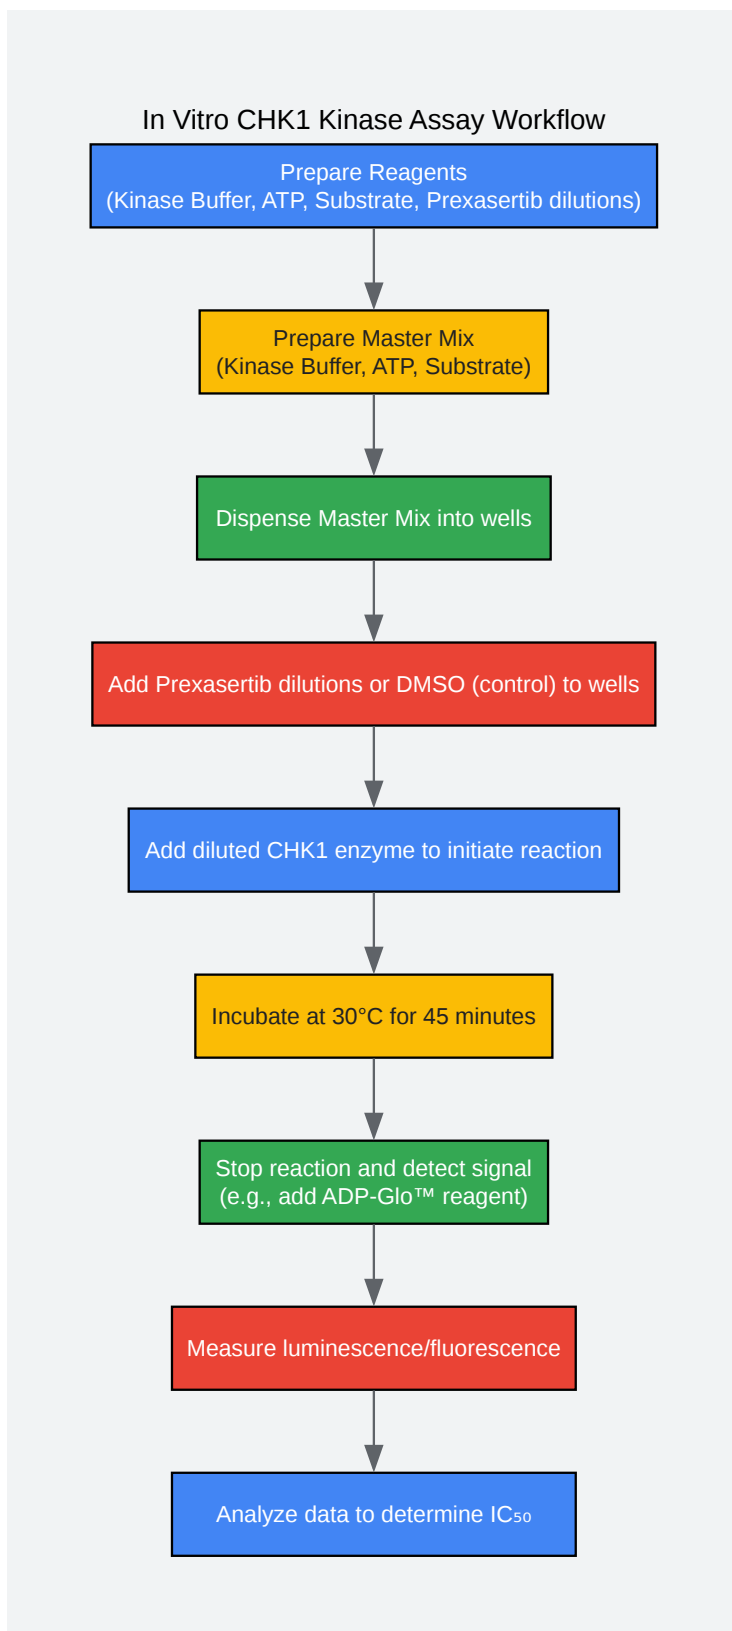 In Vitro CHK1 Kinase Assay Workflow
Prepare Reagents
(Kinase Buffer, ATP, Substrate, Prexasertib dilutions)
Prepare Master Mix
(Kinase Buffer, ATP, Substrate)
Dispense Master Mix into wells
Add Prexasertib dilutions or DMSO (control) to wells
Add diluted CHK1 enzyme to initiate reaction
Incubate at 30°C for 45 minutes
Stop reaction and detect signal
(e.g., add ADP-Glo™ reagent)
Measure luminescence/fluorescence
Analyze data to determine IC₅₀